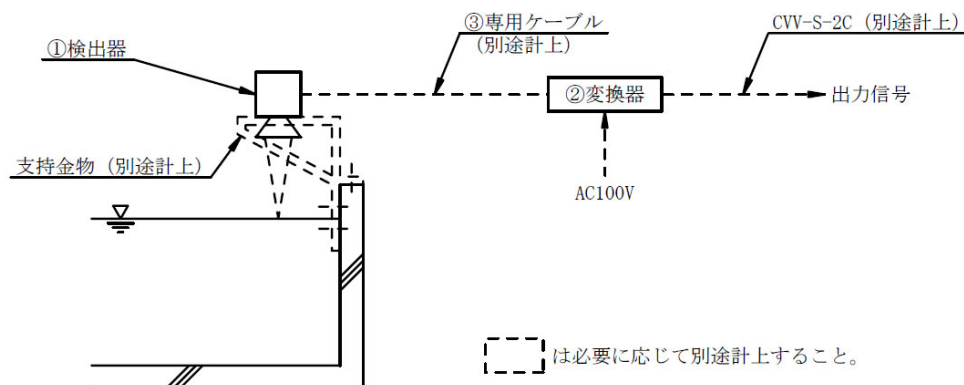 ③専用ケーブル
(別途計上)
CVV-S-2C (別途計上)
①検出器
②変換器
出力信号
支持金物 (別途計上)
AC100V
は必要に応じて別途計上すること。